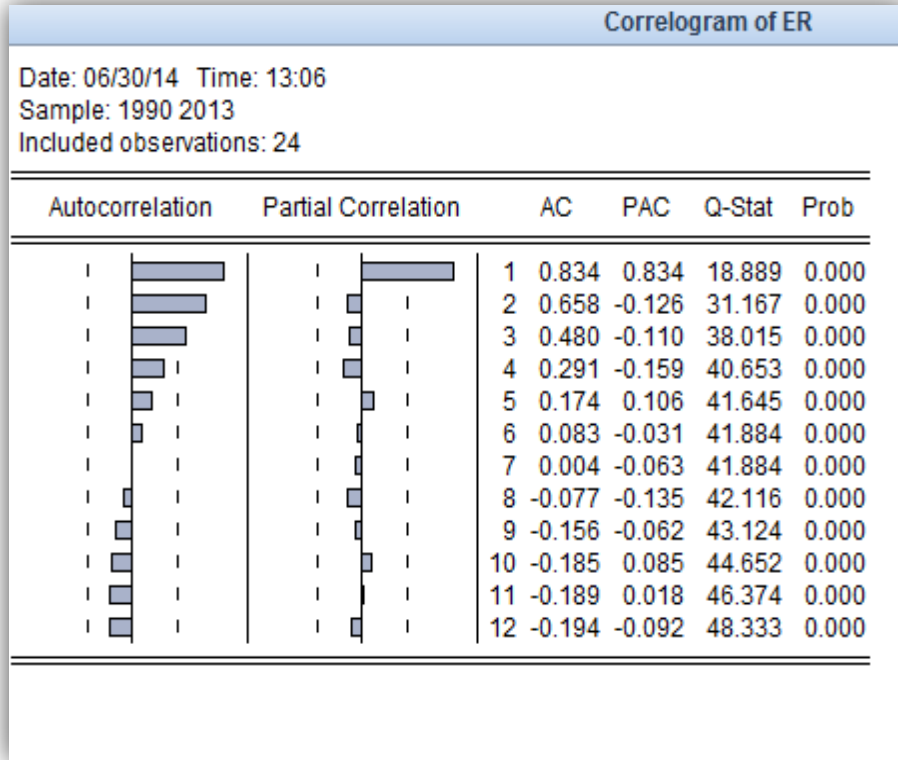 Correlogram of ER
Date: 06/30/14 Time: 13:06
Sample: 1990 2013
Included observations: 24
Autocorrelation Partial Correlation AC PAC Q-Stat Prob
1 0.834 0.834 18.889 0.000
2 0.658 -0.126 31.167 0.000
3 0.480 -0.110 38.015 0.000
4 0.291 -0.159 40.653 0.000
5 0.174 0.106 41.645 0.000
6 0.083 -0.031 41.884 0.000
7 0.004 -0.063 41.884 0.000
8 -0.077 -0.135 42.116 0.000
9 -0.156 -0.062 43.124 0.000
10 -0.185 0.085 44.652 0.000
11 -0.189 0.018 46.374 0.000
12 -0.194 -0.092 48.333 0.000